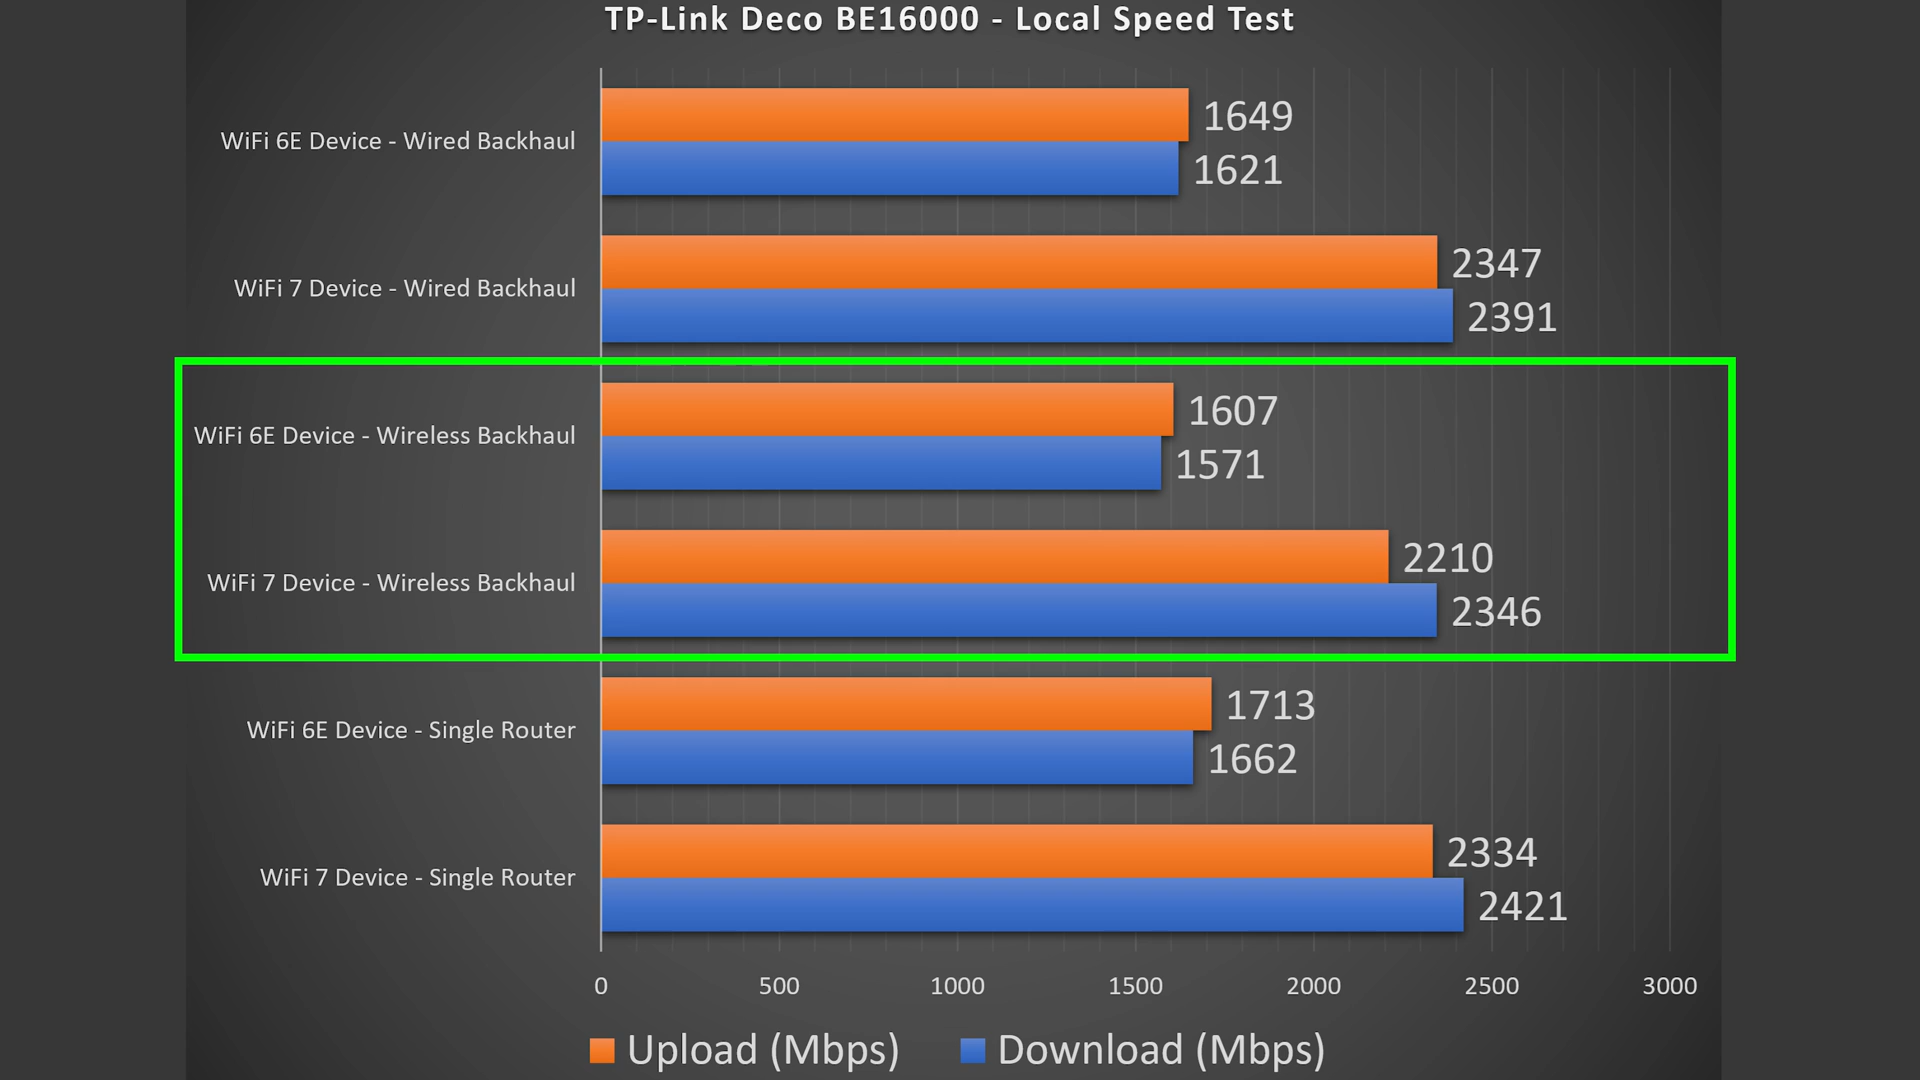 TP-Link Deco BE16000 - Local Speed Test
WiFi 6E Device - Wired Backhaul
1649
1621
WiFi 7 Device - Wired Backhaul
2347
2391
WiFi 6E Device - Wireless Backhaul
1607
1571
WiFi 7 Device - Wireless Backhaul
2210
2346
WiFi 6E Device - Single Router
1713
1662
WiFi 7 Device - Single Router
2334
2421
0 500 1000 1500 2000 2500 3000
Upload (Mbps) Download (Mbps)